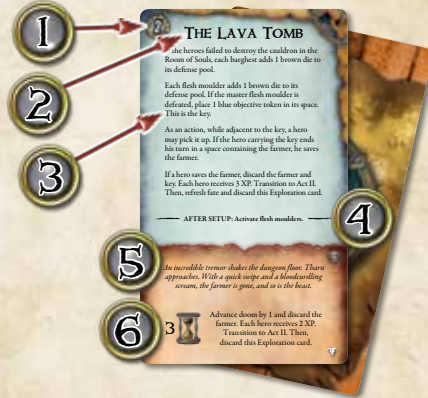 1
2
3
4
5
6
THE LAVA TOMB
the heroes failed to destroy the cauldron in the
Room of Souls, each barghest adds 1 brown die to
its defense pool.
Each flesh moulder adds 1 brown die to its
defense pool. If the master flesh moulder is
defeated, place 1 blue objective token in its space.
This is the key.
As an action, while adjacent to the key, a hero
may pick it up. If the hero carrying the key ends
his turn in a space containing the farmer, he saves
the farmer.
If a hero saves the farmer, discard the farmer and
key. Each hero receives 3 XP. Transition to Act II.
Then, refresh fate and discard this Exploration card.
AFTER SETUP: Activate flesh moulders.
An incredible tremor shakes the dungeon floor. Tharn
approaches. With a quick swipe and a bloodcurdling
scream, the farmer is gone, and so is the beast.
3
Advance doom by 1 and discard the
farmer. Each hero receives 2 XP.
Transition to Act II. Then,
discard this Exploration card.